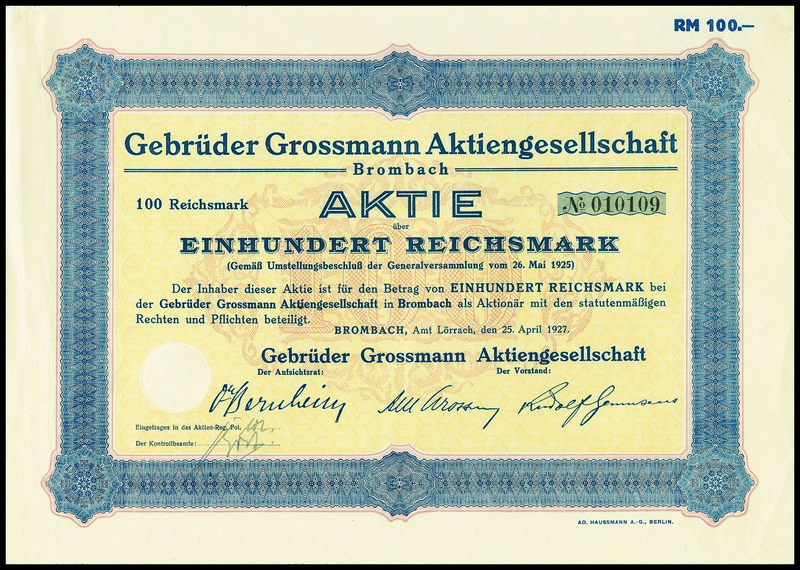 RM 100.—
Gebrüder Grossmann Aktiengesellschaft
Brombach
100 Reichsmark
AKTIE
№ 010109
über
EINHUNDERT REICHSMARK
(Gemäß Umstellungsbeschluß der Generalversammlung vom 26. Mai 1925)
Der Inhaber dieser Aktie ist für den Betrag von EINHUNDERT REICHSMARK bei
der Gebrüder Grossmann Aktiengesellschaft in Brombach als Aktionär mit den statutenmäßigen
Rechten und Pflichten beteiligt.
BROMBACH, Amt Lörrach, den 25. April 1927.
Gebrüder Grossmann Aktiengesellschaft
Der Aufsichtsrat:
Der Vorstand:
Dr Bernheim
Eingetragen in das Aktien-Reg. Fol.
Der Kontrollbeamte:
AD. HAUSSMANN A.-G., BERLIN.